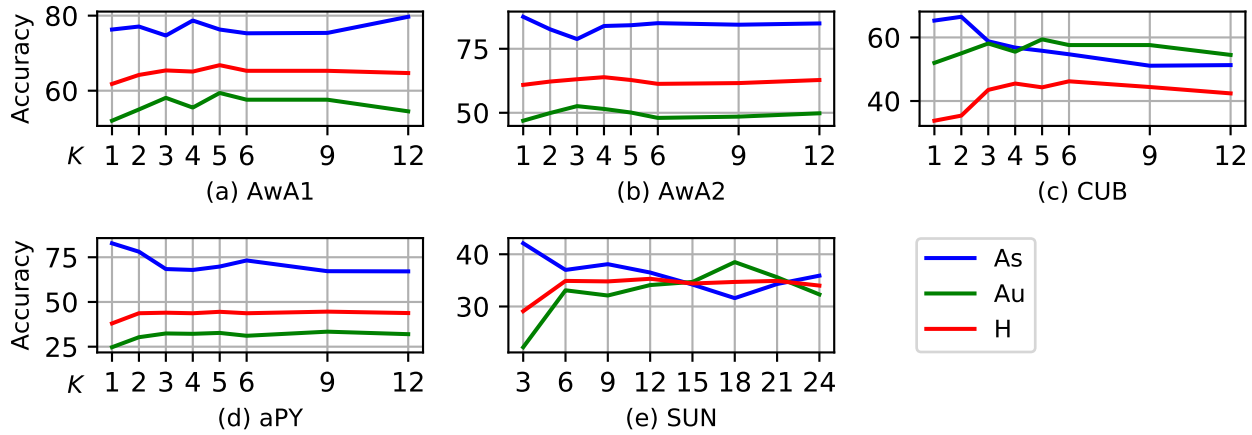 Accuracy
80
60
K 1 2 3 4 5 6 9 12
(a) AwA1
75
50
1 2 3 4 5 6 9 12
(b) AwA2
60
40
1 2 3 4 5 6 9 12
(c) CUB
Accuracy
75
50
25
K 1 2 3 4 5 6 9 12
(d) aPY
40
30
3 6 9 12 15 18 21 24
(e) SUN
As
Au
H